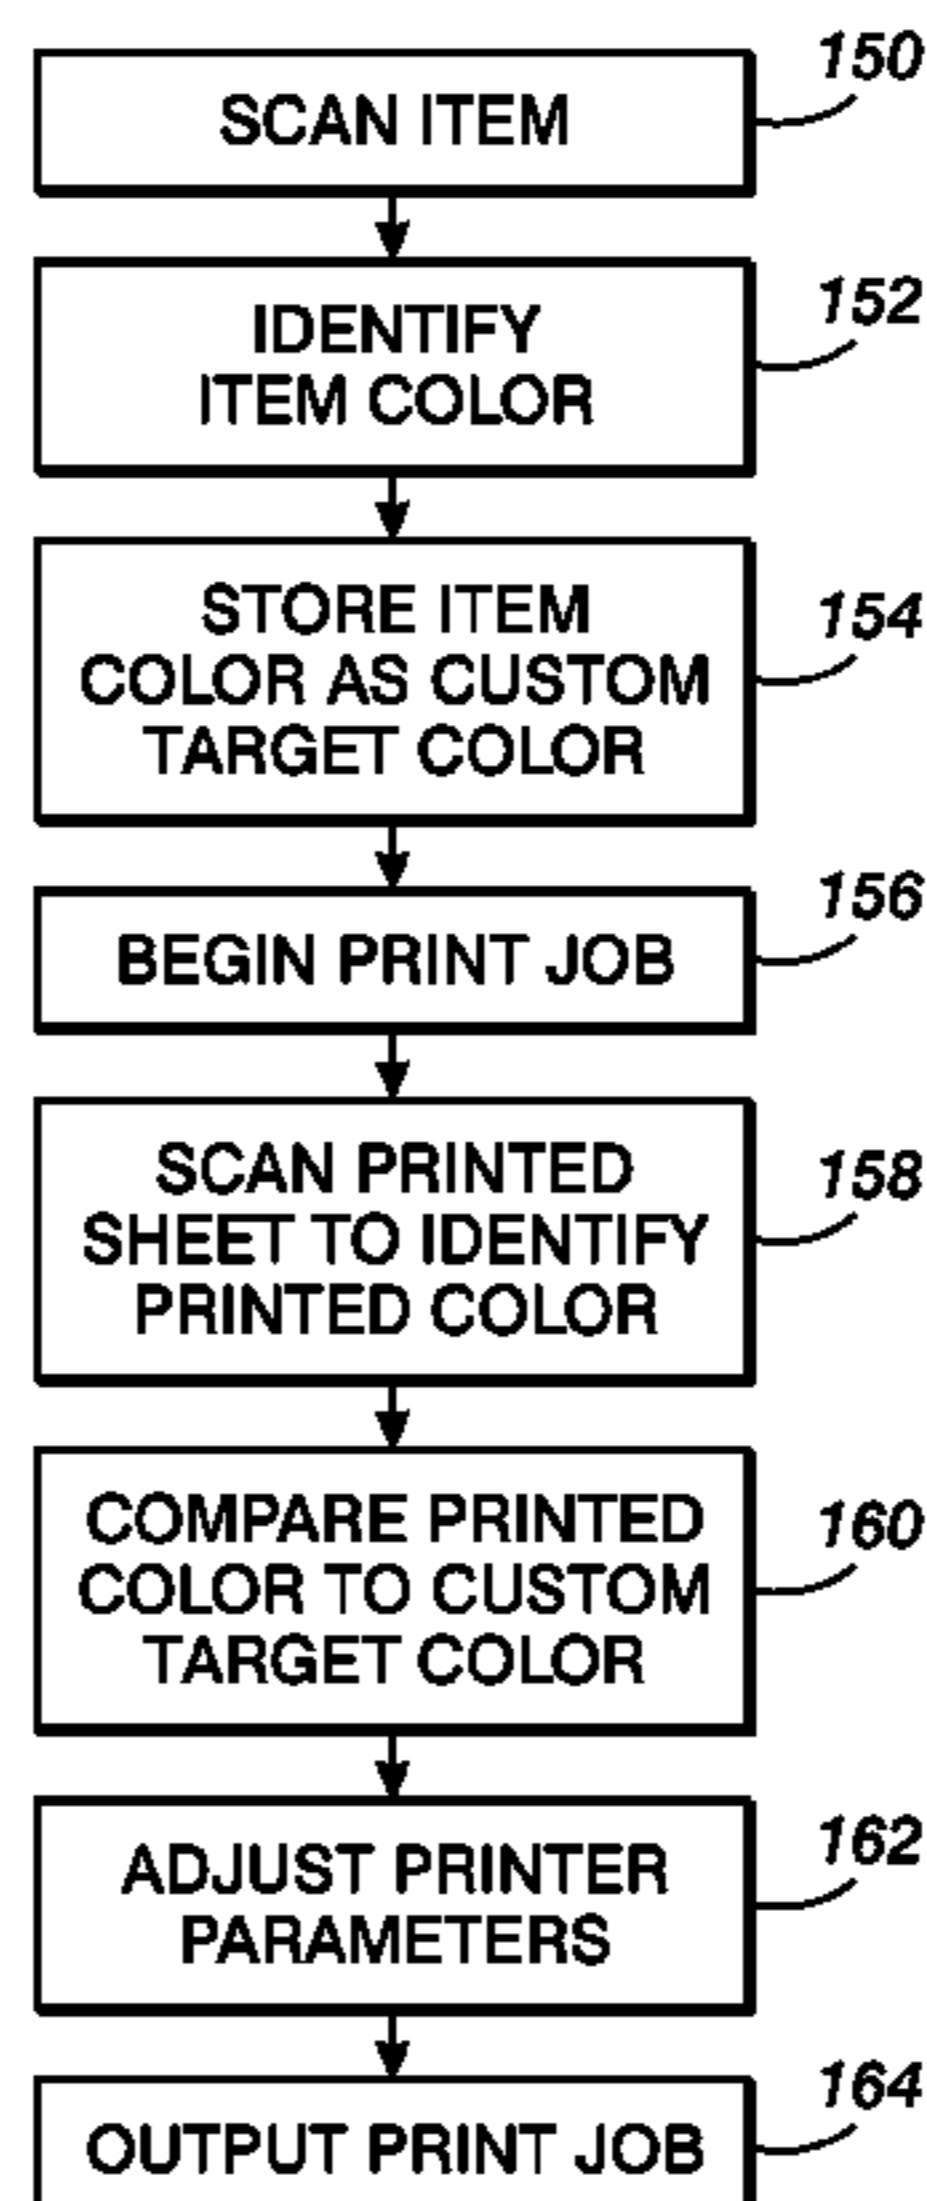 150
SCAN ITEM
152
IDENTIFY
ITEM COLOR
154
STORE ITEM
COLOR AS CUSTOM
TARGET COLOR
156
BEGIN PRINT JOB
158
SCAN PRINTED
SHEET TO IDENTIFY
PRINTED COLOR
160
COMPARE PRINTED
COLOR TO CUSTOM
TARGET COLOR
162
ADJUST PRINTER
PARAMETERS
164
OUTPUT PRINT JOB